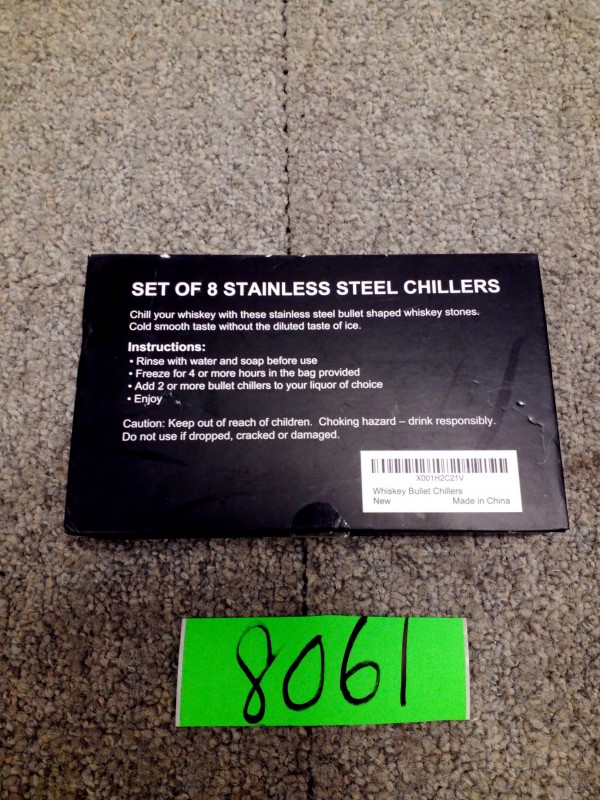 SET OF 8 STAINLESS STEEL CHILLERS
Chill your whiskey with these stainless steel bullet shaped whiskey stones.
Cold smooth taste without the diluted taste of ice.
Instructions:
• Rinse with water and soap before use
• Freeze for 4 or more hours in the bag provided
• Add 2 or more bullet chillers to your liquor of choice
• Enjoy
Caution: Keep out of reach of children. Choking hazard – drink responsibly.
Do not use if dropped, cracked or damaged.
X001H2C21V
Whiskey Bullet Chillers
New Made in China
8061